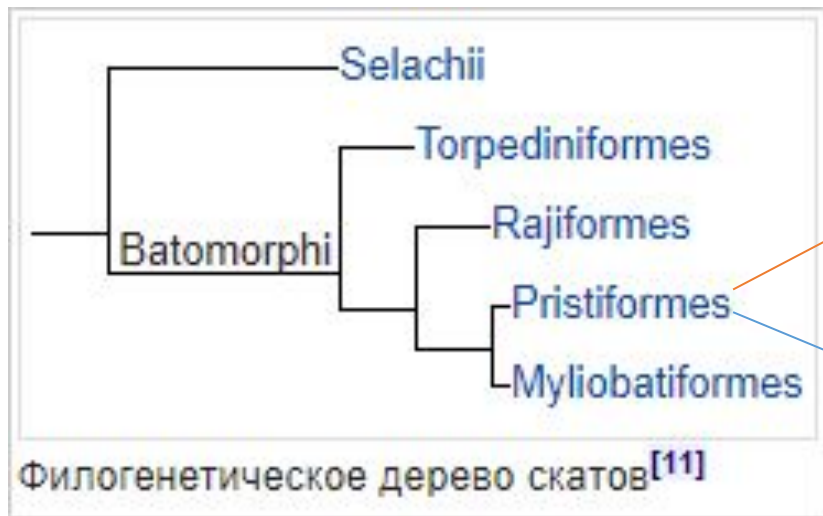 Selachii
Torpediniformes
Rajiformes
Batomorphi
Pristiformes
Myliobatiformes
Филогенетическое дерево скатов[11]